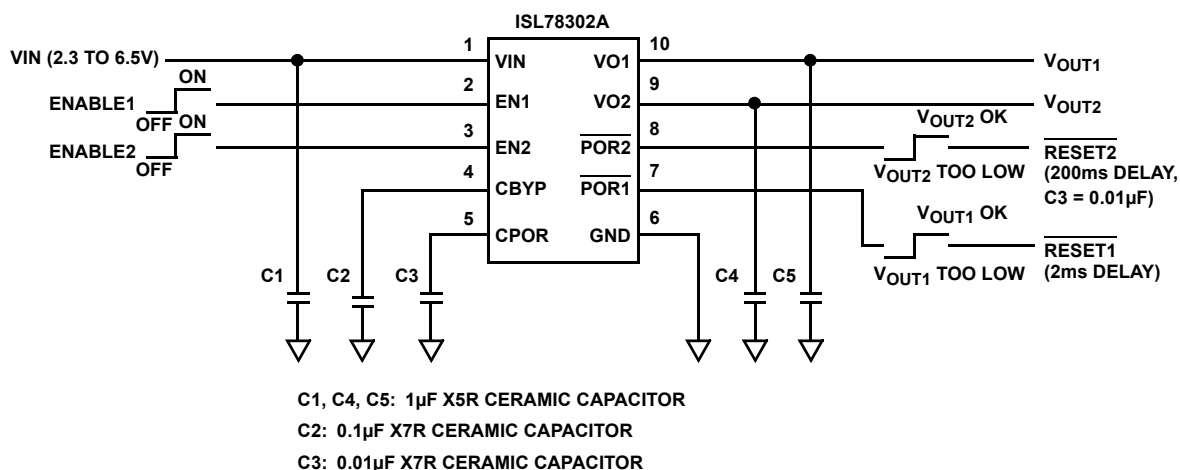 ISL78302A
VIN (2.3 TO 6.5V)
1
VIN
VO1
10
VOUT1
ON
ENABLE1
OFF
2
EN1
VO2
9
VOUT2
ON
ENABLE2
OFF
3
EN2
POR2
8
VOUT2 OK
VOUT2 TOO LOW
RESET2
(200ms DELAY,
C3 = 0.01µF)
4
CBYP
POR1
7
VOUT1 OK
VOUT1 TOO LOW
RESET1
(2ms DELAY)
5
CPOR
GND
6
C1
C2
C3
C4
C5
C1, C4, C5: 1µF X5R CERAMIC CAPACITOR
C2: 0.1µF X7R CERAMIC CAPACITOR
C3: 0.01µF X7R CERAMIC CAPACITOR